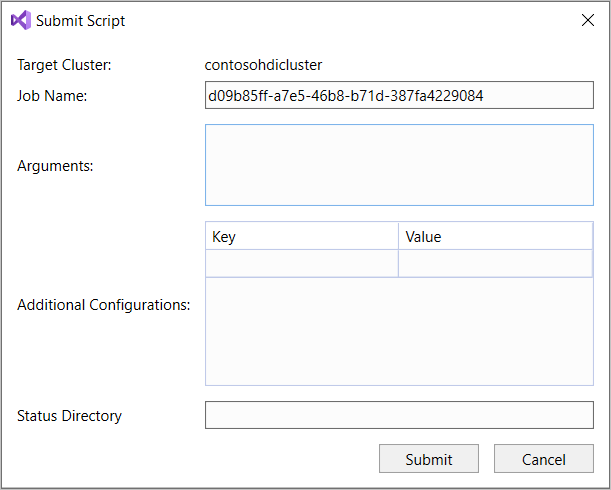 Submit Script
Target Cluster: contosohdicluster
Job Name: d09b85ff-a7e5-46b8-b71d-387fa4229084
Arguments:
Key Value
Additional Configurations:
Status Directory
Submit Cancel